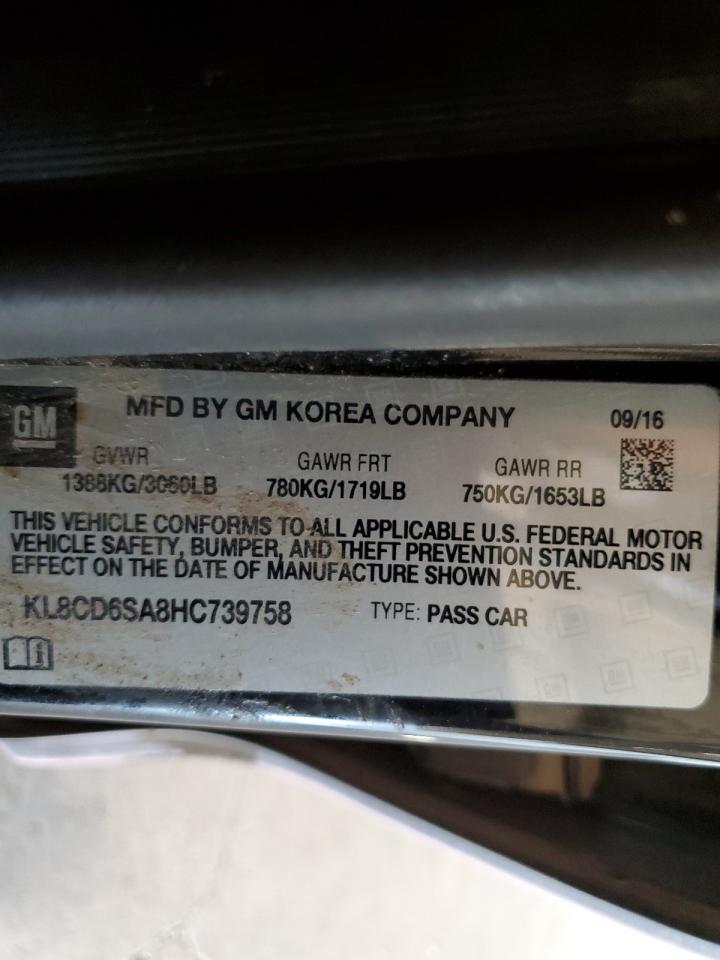 MFD BY GM KOREA COMPANY 09/16
GM
GVWR GAWR FRT GAWR RR
1388KG/3060LB 780KG/1719LB 750KG/1653LB
THIS VEHICLE CONFORMS TO ALL APPLICABLE U.S. FEDERAL MOTOR
VEHICLE SAFETY, BUMPER, AND THEFT PREVENTION STANDARDS IN
EFFECT ON THE DATE OF MANUFACTURE SHOWN ABOVE.
KL8CD6SA8HC739758 TYPE: PASS CAR